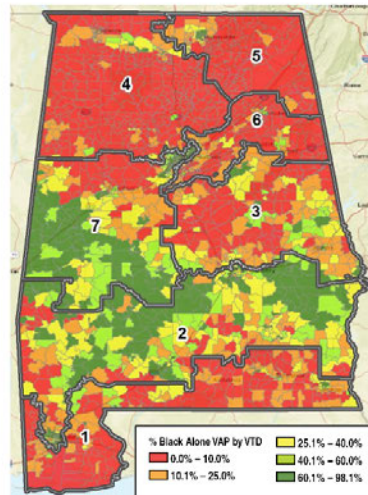 5
4
6
3
7
2
1
% Black Alone VAP by VTD
0.0% – 10.0%
10.1% – 25.0%
25.1% – 40.0%
40.1% – 60.0%
60.1% – 98.1%